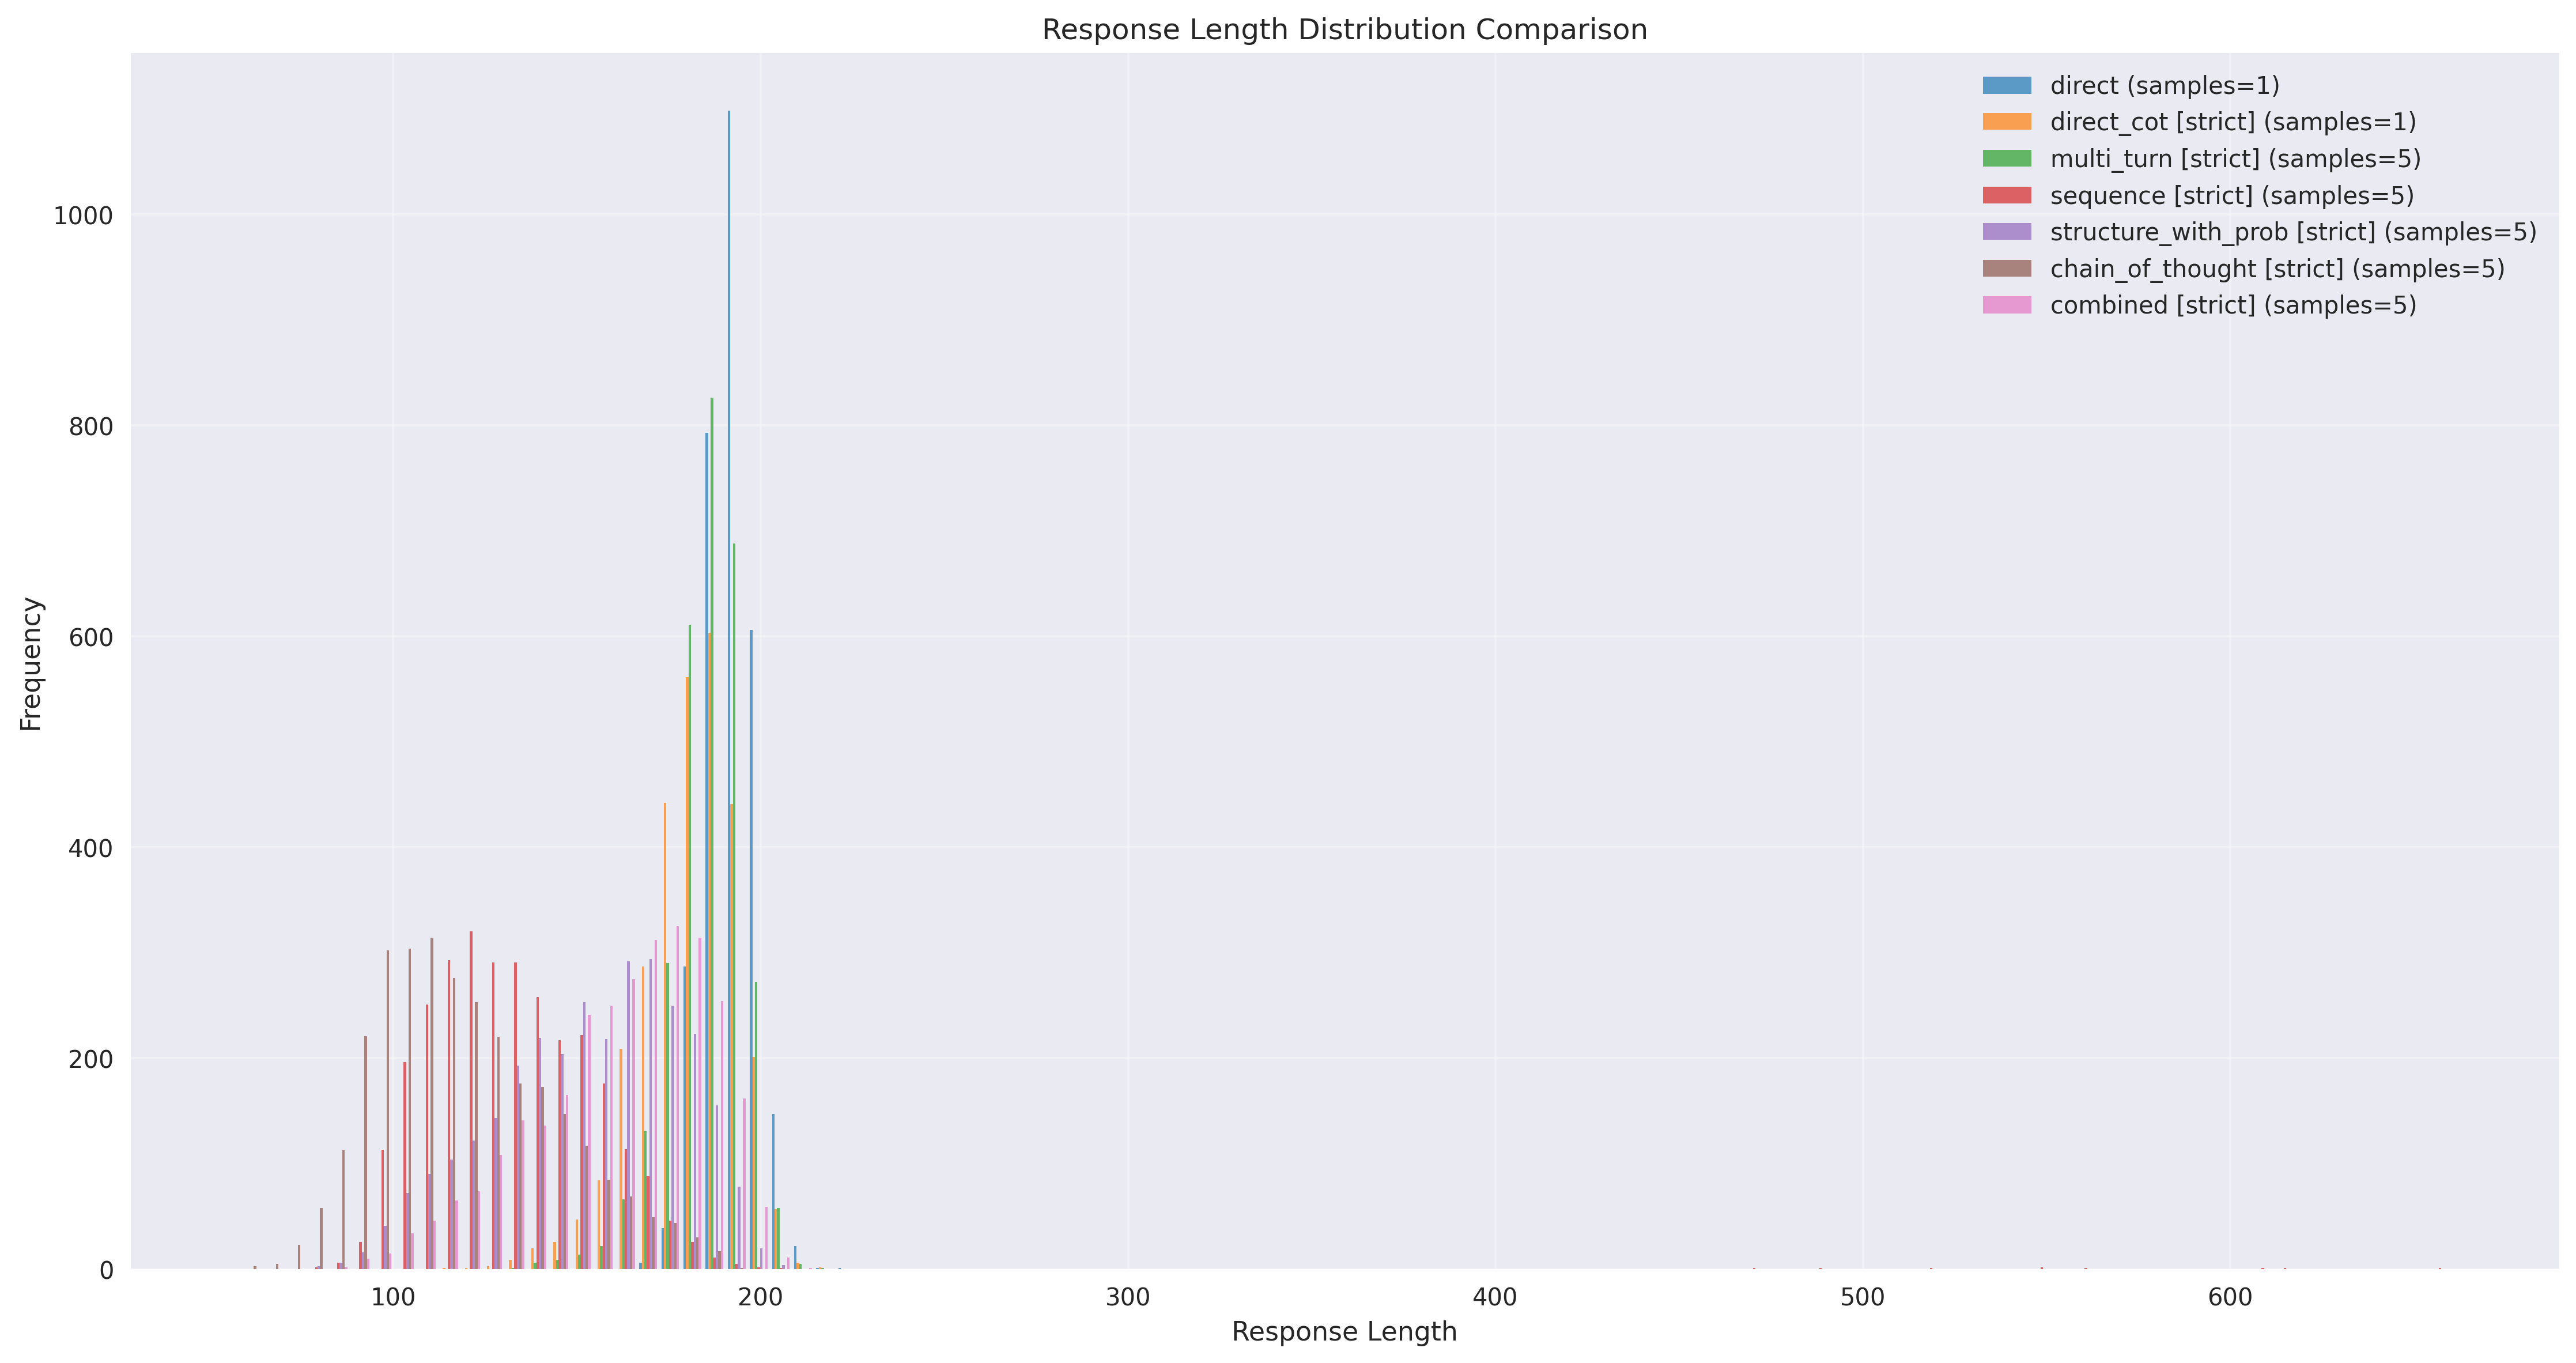 Response Length Distribution Comparison
direct (samples=1)
direct_cot [strict] (samples=1)
multi_turn [strict] (samples=5)
sequence [strict] (samples=5)
structure_with_prob [strict] (samples=5)
chain_of_thought [strict] (samples=5)
combined [strict] (samples=5)
Frequency
1000
800
600
400
200
0
100 200 300 400 500 600
Response Length